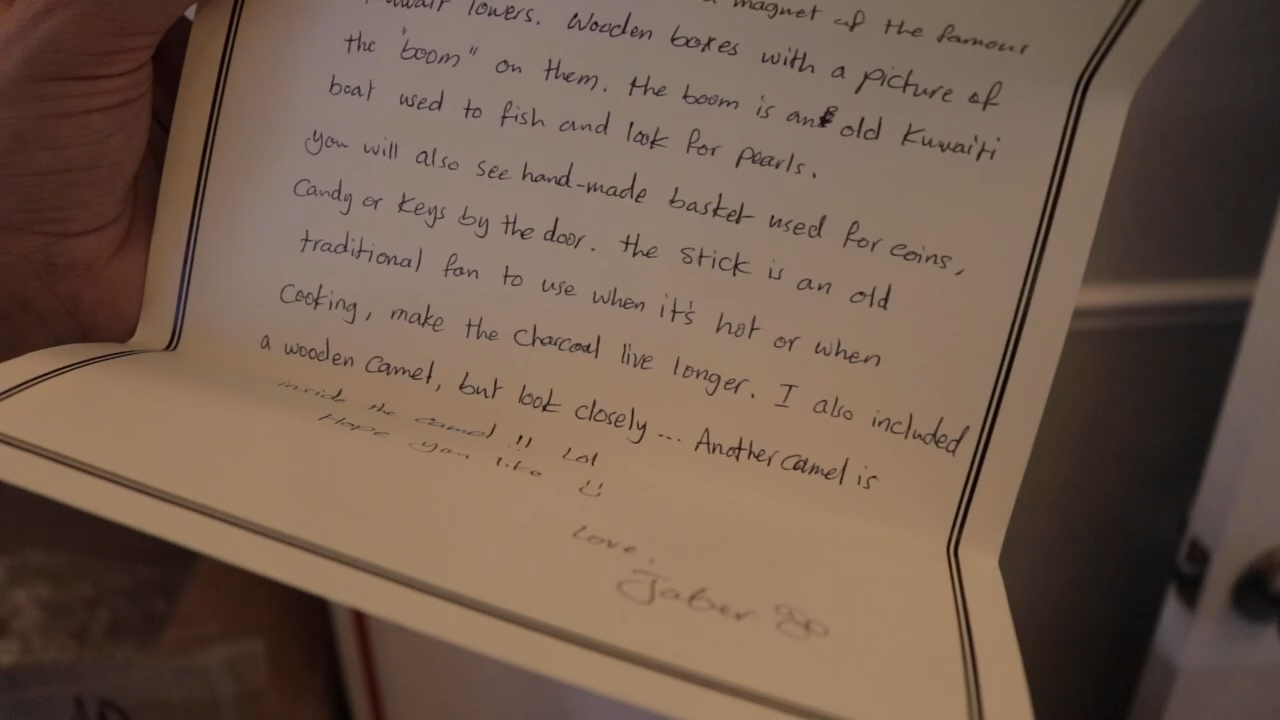 magnet of the famous
Kuwait Towers. Wooden boxes with a picture of
the "boom" on them. the boom is an old Kuwaiti
boat used to fish and look for pearls.
you will also see hand-made basket used for coins,
Candy or keys by the door. the stick is an old
traditional fan to use when it's hot or when
Cooking, make the charcoal live longer. I also included
a wooden camel, but look closely ... Another camel is
inside the camel !! Lol
Hope you like
Love,
Jaber